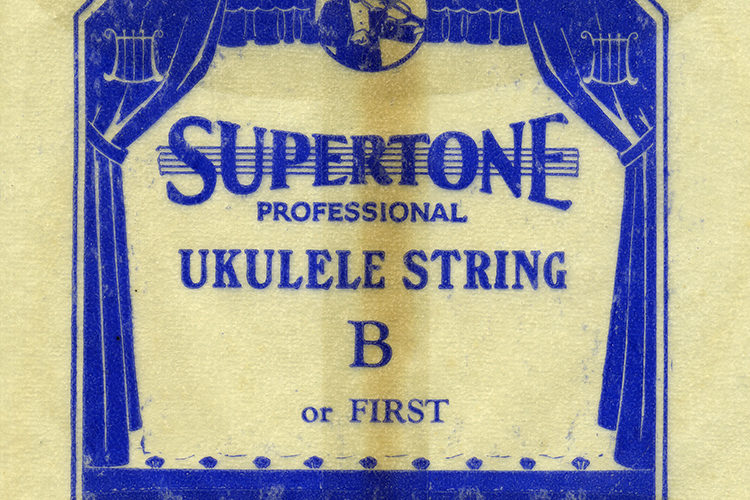 SUPERTONE
PROFESSIONAL
UKULELE STRING
B
or FIRST